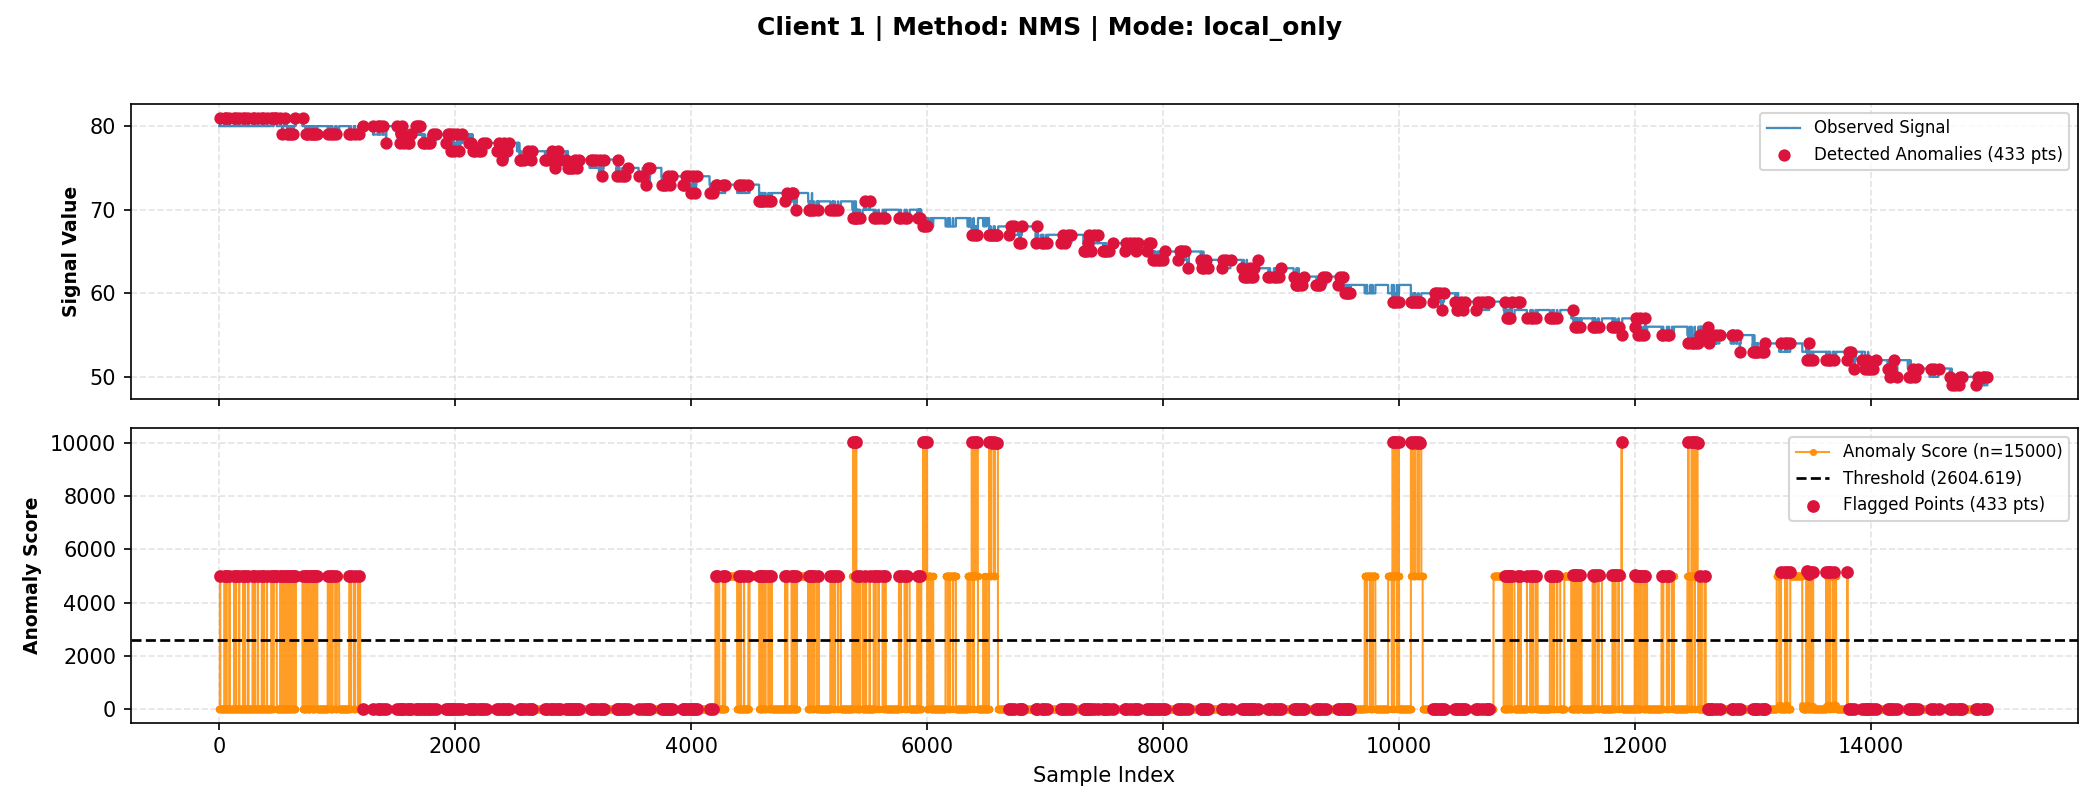 Client 1 | Method: NMS | Mode: local_only
Signal Value
80
70
60
50
Observed Signal
Detected Anomalies (433 pts)
Anomaly Score
10000
8000
6000
4000
2000
0
Anomaly Score (n=15000)
Threshold (2604.619)
Flagged Points (433 pts)
0 2000 4000 6000 8000 10000 12000 14000
Sample Index